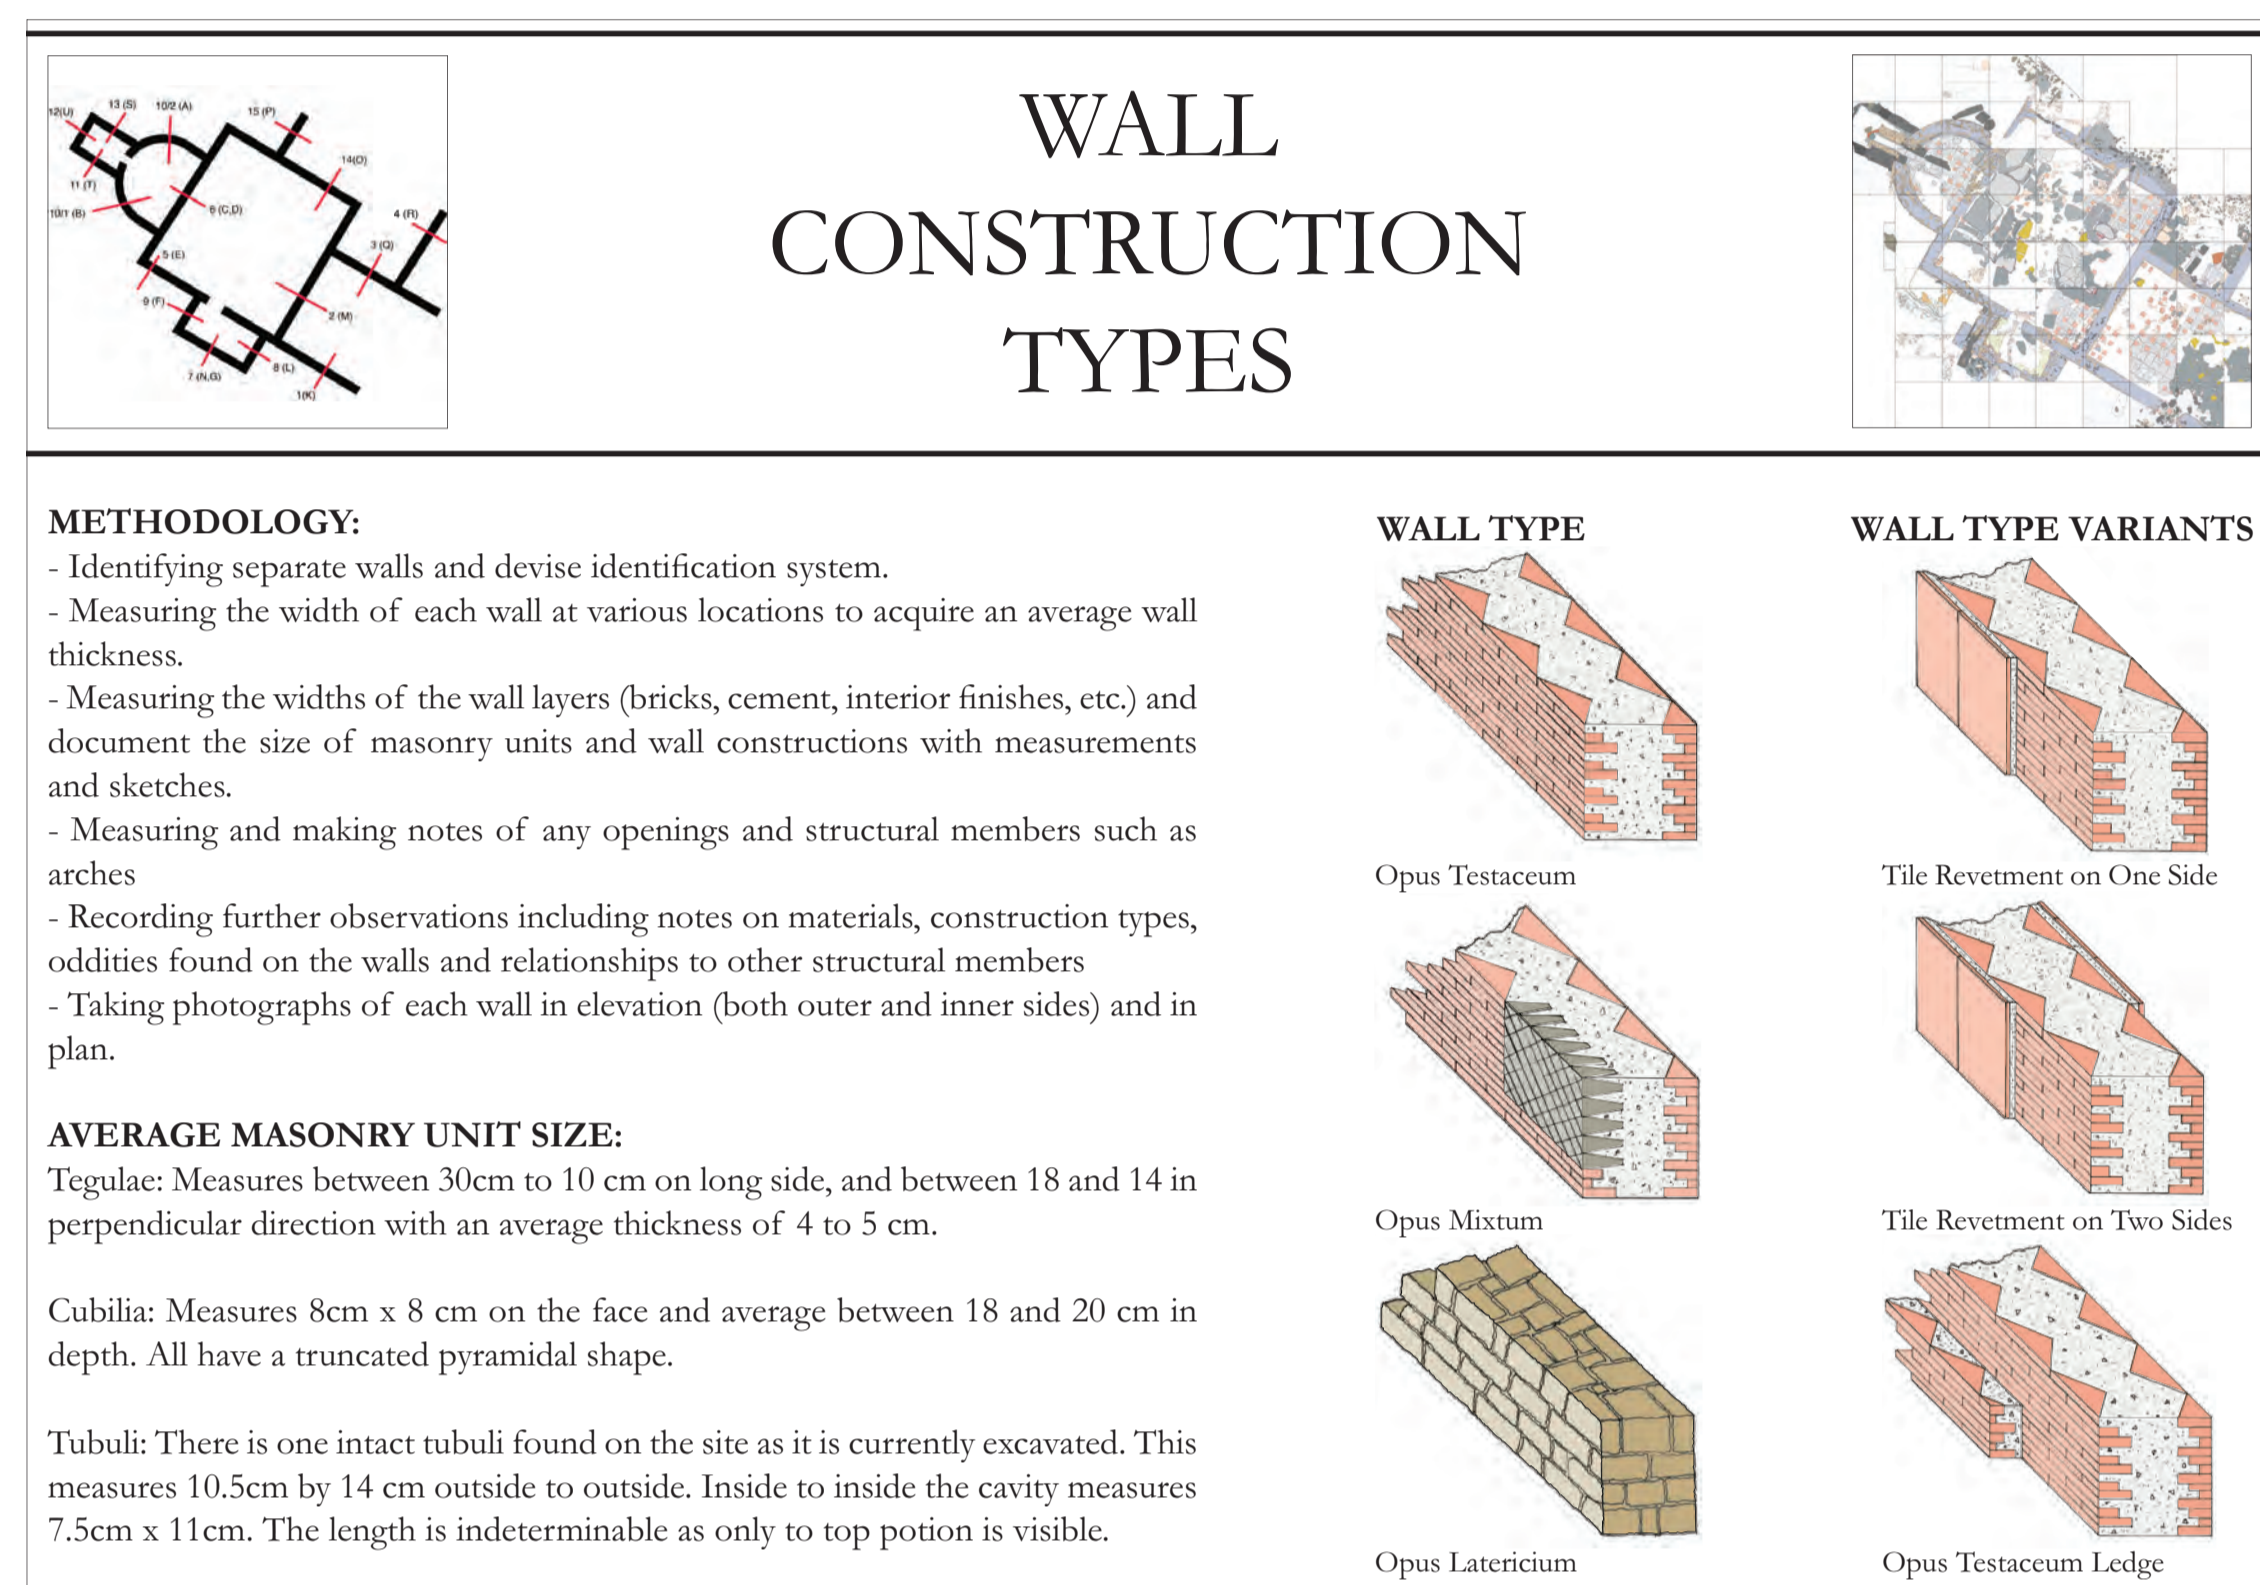 12(U)
13 (S)
10/2 (A)
15 (P)
14(O)
11 (T)
10/1 (B)
6 (C,D)
4 (R)
3 (Q)
5 (E)
9 (F)
2 (M)
7 (N,G)
8 (L)
1(K)
WALL
CONSTRUCTION
TYPES
METHODOLOGY:
- Identifying separate walls and devise identification system.
- Measuring the width of each wall at various locations to acquire an average wall
thickness.
- Measuring the widths of the wall layers (bricks, cement, interior finishes, etc.) and
document the size of masonry units and wall constructions with measurements
and sketches.
- Measuring and making notes of any openings and structural members such as
arches
- Recording further observations including notes on materials, construction types,
oddities found on the walls and relationships to other structural members
- Taking photographs of each wall in elevation (both outer and inner sides) and in
plan.
AVERAGE MASONRY UNIT SIZE:
Tegulae: Measures between 30cm to 10 cm on long side, and between 18 and 14 in
perpendicular direction with an average thickness of 4 to 5 cm.
Cubilia: Measures 8cm x 8 cm on the face and average between 18 and 20 cm in
depth. All have a truncated pyramidal shape.
Tubuli: There is one intact tubuli found on the site as it is currently excavated. This
measures 10.5cm by 14 cm outside to outside. Inside to inside the cavity measures
7.5cm x 11cm. The length is indeterminable as only to top potion is visible.
WALL TYPE
Opus Testaceum
Opus Mixtum
Opus Latericium
WALL TYPE VARIANTS
Tile Revetment on One Side
Tile Revetment on Two Sides
Opus Testaceum Ledge